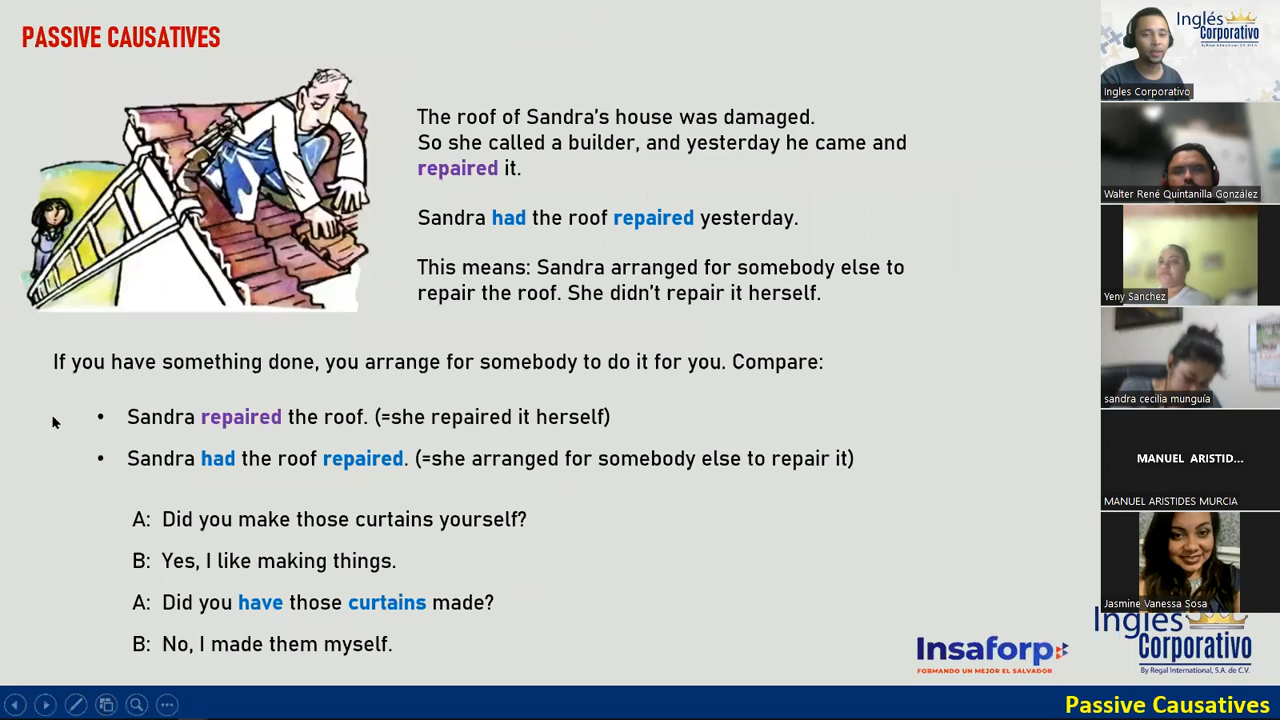 PASSIVE CAUSATIVES
The roof of Sandra's house was damaged.
So she called a builder, and yesterday he came and
repaired it.
Sandra had the roof repaired yesterday.
This means: Sandra arranged for somebody else to
repair the roof. She didn't repair it herself.
If you have something done, you arrange for somebody to do it for you. Compare:
• Sandra repaired the roof. (=she repaired it herself)
• Sandra had the roof repaired. (=she arranged for somebody else to repair it)
A: Did you make those curtains yourself?
B: Yes, I like making things.
A: Did you have those curtains made?
B: No, I made them myself.
Insaforp
FORMANDO UN MEJOR EL SALVADOR
Inglés
Corporativo
By Regal International, S.A. de C.V.
Passive Causatives
Inglés
Corporativo
By Regal International, S.A. de C.V.
Ingles Corporativo
Walter René Quintanilla González
Yeny Sanchez
sandra cecilia munguía
MANUEL ARISTID...
MANUEL ARISTIDES MURCIA
Jasmine Vanessa Sosa